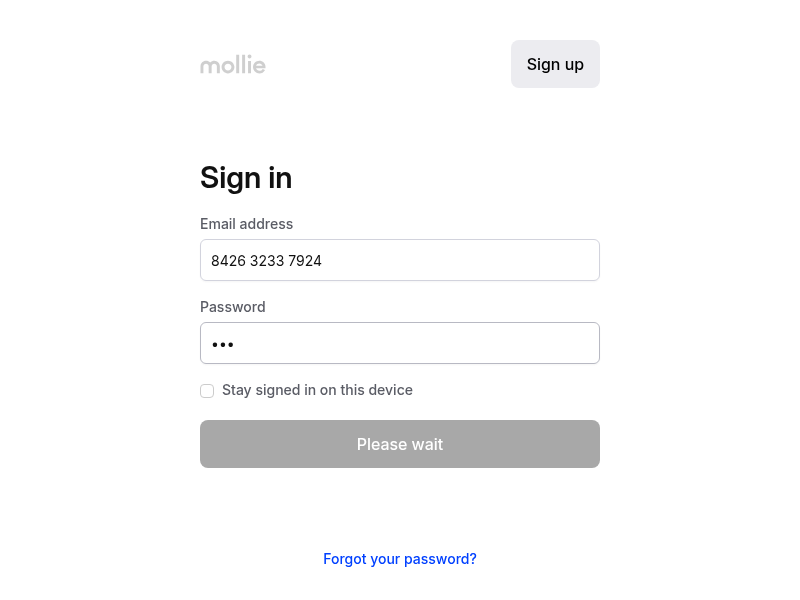 mollie
Sign up
Sign in
Email address
8426 3233 7924
Password
•••
Stay signed in on this device
Please wait
Forgot your password?